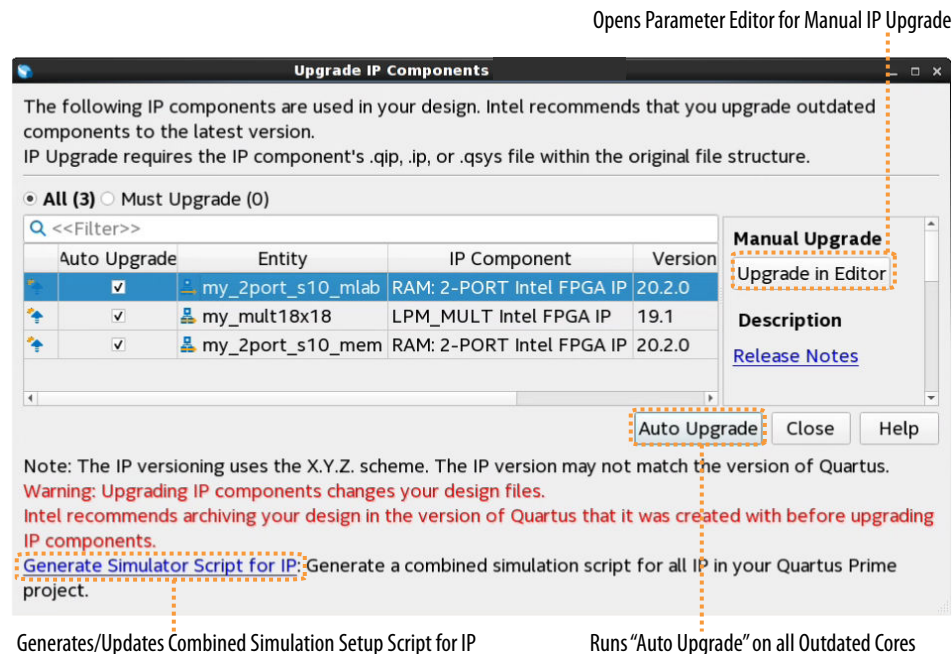 Opens Parameter Editor for Manual IP Upgrade
Upgrade IP Components
The following IP components are used in your design. Intel recommends that you upgrade outdated
components to the latest version.
IP Upgrade requires the IP component's .qip, .ip, or .qsys file within the original file structure.
All (3) Must Upgrade (0)
<<Filter>>
Auto Upgrade Entity IP Component Version
my_2port_s10_mlab RAM: 2-PORT Intel FPGA IP 20.2.0
my_mult18x18 LPM_MULT Intel FPGA IP 19.1
my_2port_s10_mem RAM: 2-PORT Intel FPGA IP 20.2.0
Manual Upgrade
Upgrade in Editor
Description
Release Notes
Auto Upgrade Close Help
Note: The IP versioning uses the X.Y.Z. scheme. The IP version may not match the version of Quartus.
Warning: Upgrading IP components changes your design files.
Intel recommends archiving your design in the version of Quartus that it was created with before upgrading
IP components.
Generate Simulator Script for IP: Generate a combined simulation script for all IP in your Quartus Prime
project.
Generates/Updates Combined Simulation Setup Script for IP
Runs “Auto Upgrade” on all Outdated Cores